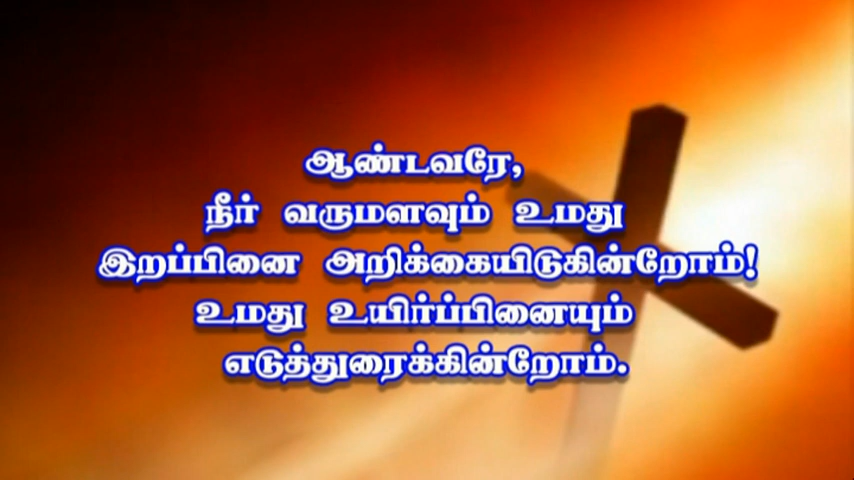 ஆண்டவரே,
நீர் வருமளவும் உமது
இறப்பினை அறிக்கையிடுகின்றோம்!
உமது உயிர்ப்பினையும்
எடுத்துரைக்கின்றோம்.